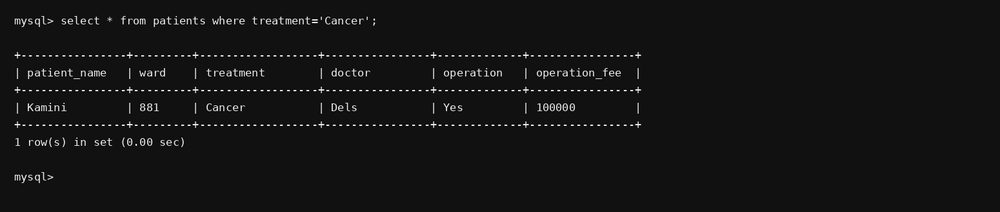 mysql> select * from patients where treatment='Cancer';
+----------------+---------+------------------+----------------+-------------+----------------+
| patient_name   | ward    | treatment        | doctor         | operation   | operation_fee  |
+----------------+---------+------------------+----------------+-------------+----------------+
| Kamini         | 881     | Cancer           | Dels           | Yes         | 100000         |
+----------------+---------+------------------+----------------+-------------+----------------+
1 row(s) in set (0.00 sec)
mysql>